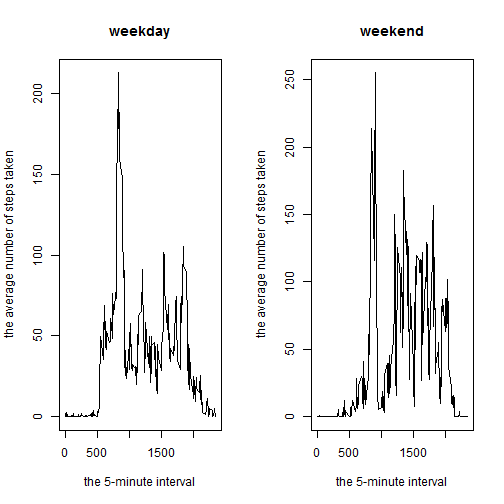 weekday
the average number of steps taken
0 50 100 150 200
0 500 1500
the 5-minute interval
weekend
the average number of steps taken
0 50 100 150 200 250
0 500 1500
the 5-minute interval